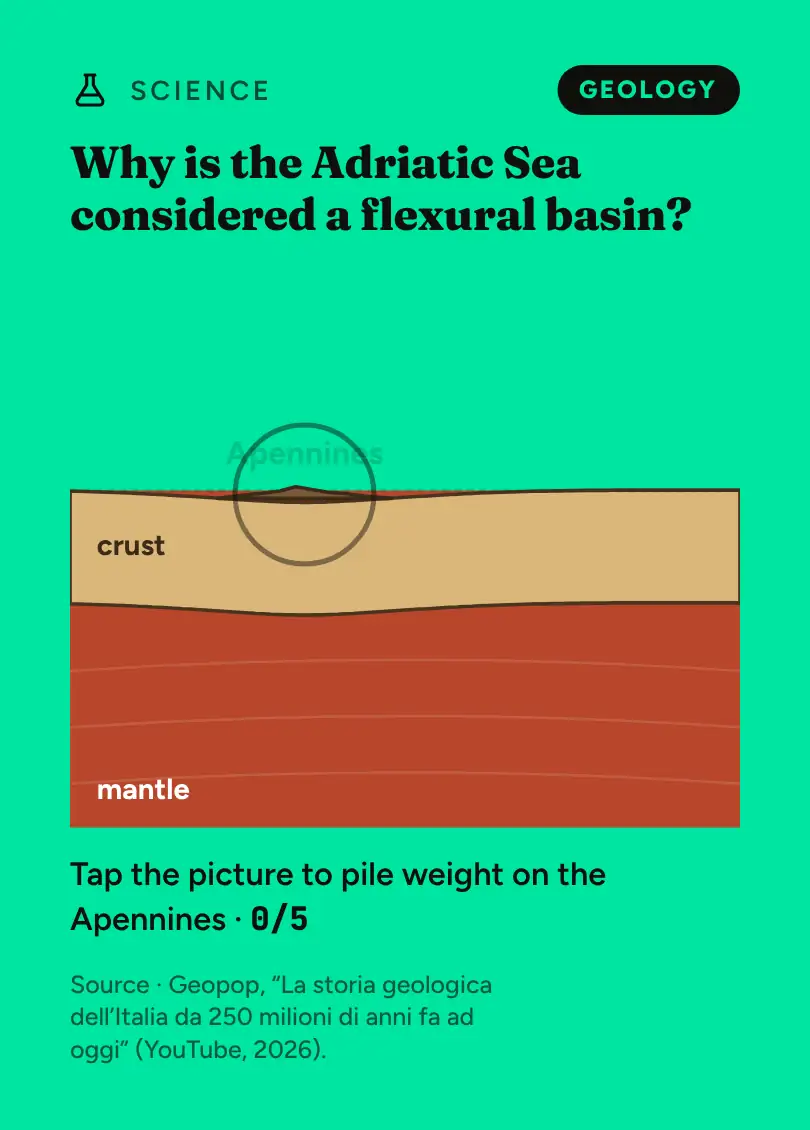 SCIENCE
GEOLOGY
Why is the Adriatic Sea
considered a flexural basin?
Apennines
crust
mantle
Tap the picture to pile weight on the
Apennines · 0/5
Source · Geopop, “La storia geologica
dell’Italia da 250 milioni di anni fa ad
oggi” (YouTube, 2026).